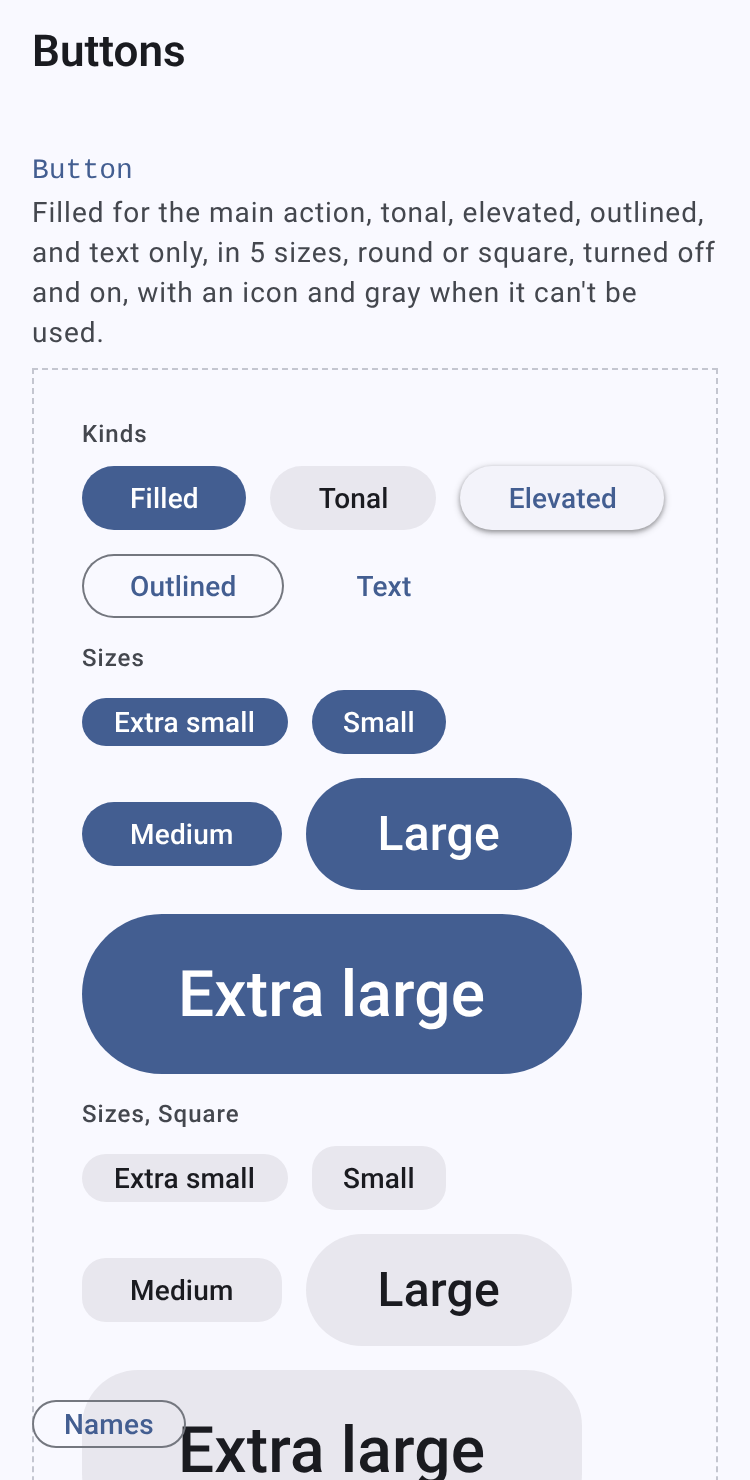 Buttons
Button
Filled for the main action, tonal, elevated, outlined,
and text only, in 5 sizes, round or square, turned off
and on, with an icon and gray when it can't be
used.
Kinds
Filled
Tonal
Elevated
Outlined
Text
Sizes
Extra small
Small
Medium
Large
Extra large
Sizes, Square
Extra small
Small
Medium
Large
Names
Extra large